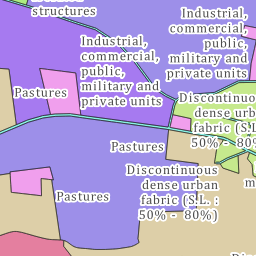 structures
Industrial,
commercial,
public,
military and
private units
Industrial,
commercial,
public,
military and
private units
Pastures
Discontinuous
dense urban
fabric (S.L. :
50% - 80%)
Pastures
Discontinuous
dense urban
fabric (S.L. :
50% - 80%)
Pastures